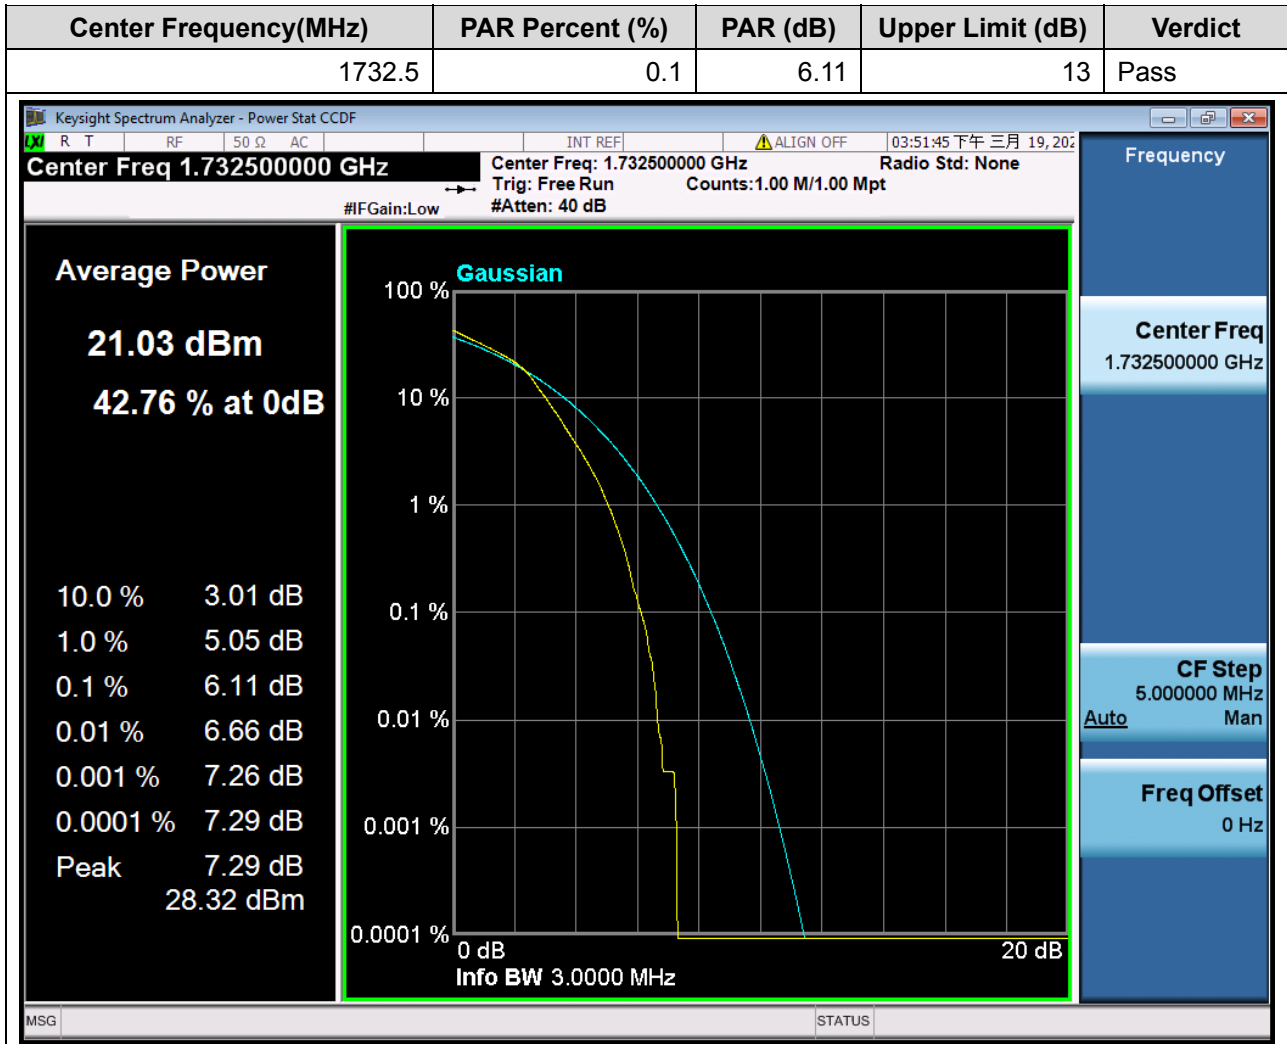 Center Frequency(MHz) PAR Percent (%) PAR (dB) Upper Limit (dB) Verdict
1732.5 0.1 6.11 13 Pass
Keysight Spectrum Analyzer - Power Stat CCDF
LXI R T RF 50 Ω AC INT REF ALIGN OFF 03:51:45 下午 三月 19, 202
Center Freq 1.732500000 GHz
Center Freq: 1.732500000 GHz Radio Std: None
Trig: Free Run Counts:1.00 M/1.00 Mpt
#IFGain:Low #Atten: 40 dB
Average Power
21.03 dBm
42.76 % at 0dB
10.0 % 3.01 dB
1.0 % 5.05 dB
0.1 % 6.11 dB
0.01 % 6.66 dB
0.001 % 7.26 dB
0.0001 % 7.29 dB
Peak 7.29 dB
28.32 dBm
Gaussian
100 %
10 %
1 %
0.1 %
0.01 %
0.001 %
0.0001 %
0 dB 20 dB
Info BW 3.0000 MHz
Frequency
Center Freq
1.732500000 GHz
CF Step
5.000000 MHz
Auto Man
Freq Offset
0 Hz
MSG STATUS